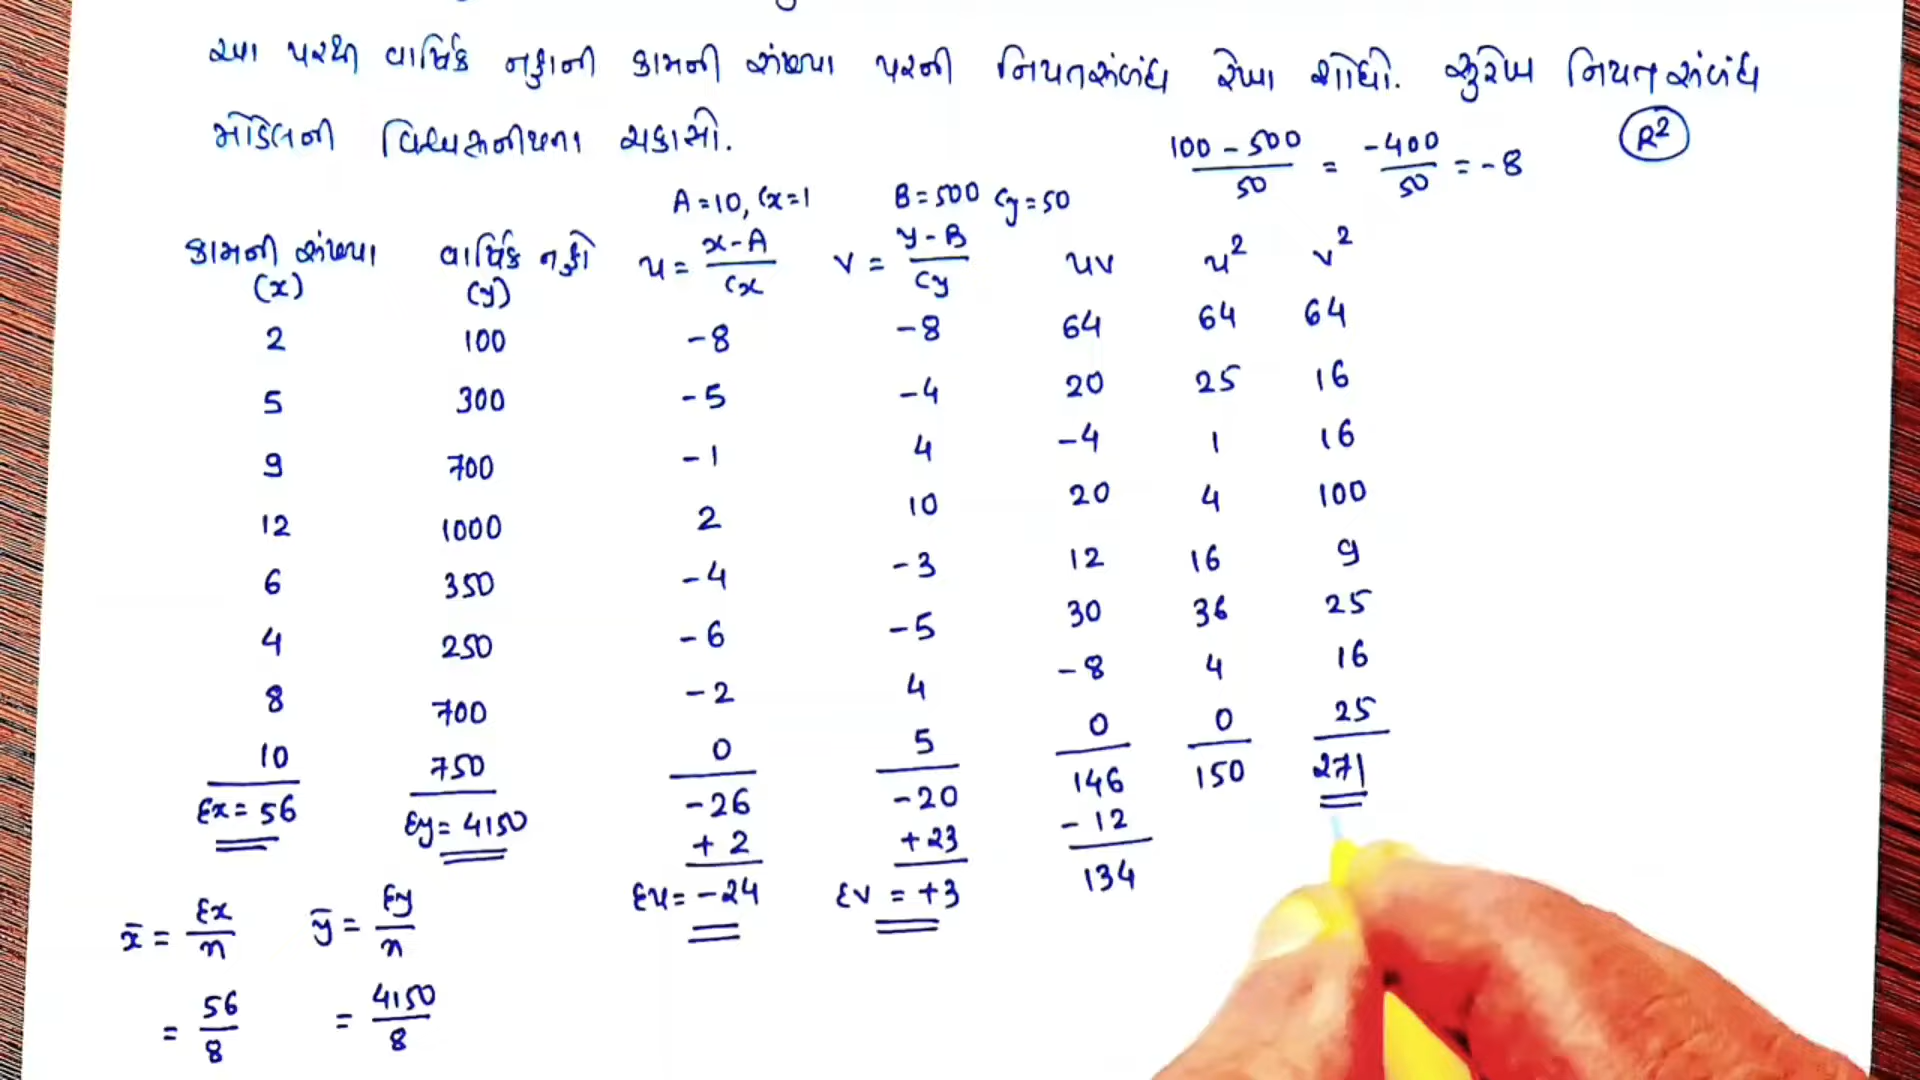 આ પરથી વાર્ષિક નફાની કામની સંખ્યા પરની નિયતસંબંધ રેખા શોધો. સુરેખ નિયતસંબંધ
મોડેલની વિશ્વસનીયતા ચકાસો.
100 - 500 / 50 = -400 / 50 = -8
R²
A = 10, Cx = 1 B = 500 Cy = 50
કામની સંખ્યા (x) વાર્ષિક નફો (y) u = x - A / Cx v = y - B / Cy uv u² v²
2 100 -8 -8 64 64 64
5 300 -5 -4 20 25 16
9 700 -1 4 -4 1 16
12 1000 2 10 20 4 100
6 350 -4 -3 12 16 9
4 250 -6 -5 30 36 25
8 700 -2 4 -8 4 16
10 750 0 5 0 0 25
Σx = 56 Σy = 4150 -26 -20 146 150 271
+2 +23 -12
Σu = -24 Σv = +3 134
x̄ = Σx / n ȳ = Σy / n
= 56 / 8 = 4150 / 8